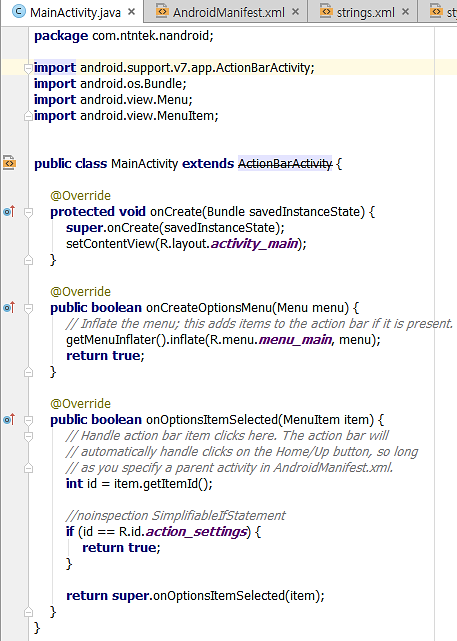 MainActivity.java × AndroidManifest.xml × strings.xml × st
package com.ntntek.nandroid;
import android.support.v7.app.ActionBarActivity;
import android.os.Bundle;
import android.view.Menu;
import android.view.MenuItem;
public class MainActivity extends ActionBarActivity {
@Override
protected void onCreate(Bundle savedInstanceState) {
super.onCreate(savedInstanceState);
setContentView(R.layout.activity_main);
}
@Override
public boolean onCreateOptionsMenu(Menu menu) {
// Inflate the menu; this adds items to the action bar if it is present.
getMenuInflater().inflate(R.menu.menu_main, menu);
return true;
}
@Override
public boolean onOptionsItemSelected(MenuItem item) {
// Handle action bar item clicks here. The action bar will
// automatically handle clicks on the Home/Up button, so long
// as you specify a parent activity in AndroidManifest.xml.
int id = item.getItemId();
//noinspection SimplifiableIfStatement
if (id == R.id.action_settings) {
return true;
}
return super.onOptionsItemSelected(item);
}
}